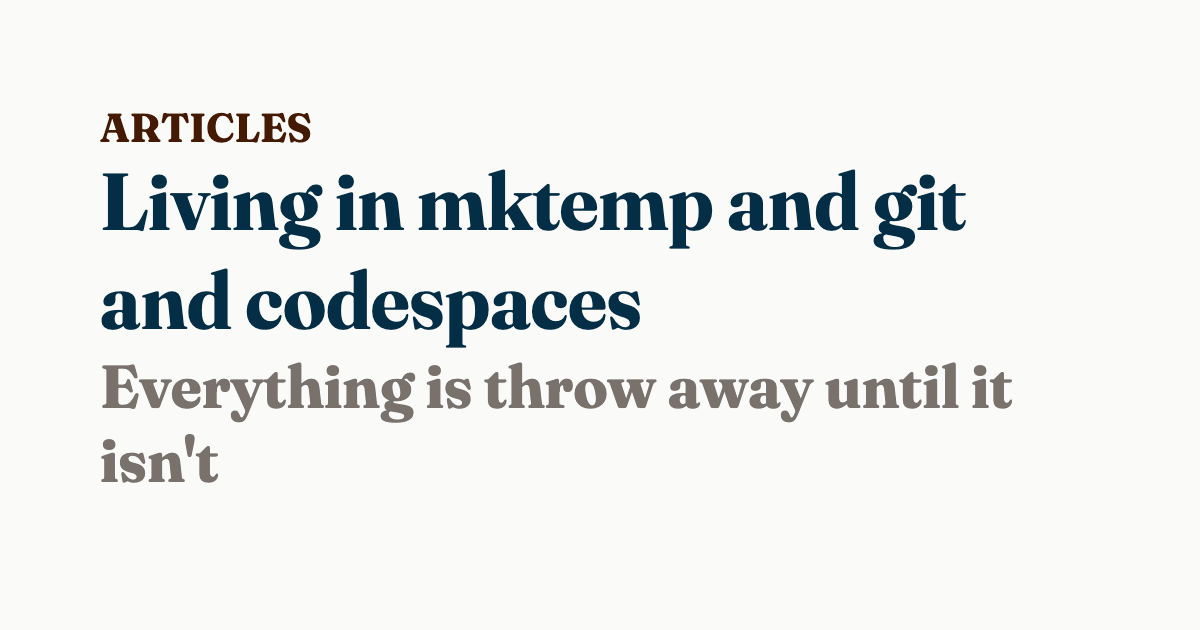 ARTICLES
Living in mktemp and git
and codespaces
Everything is throw away until it
isn't